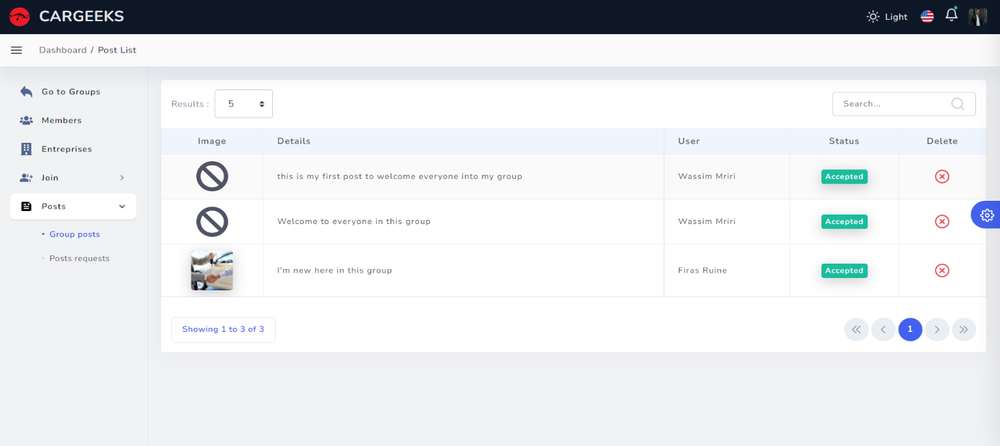 CARGEEKS
Light
Dashboard / Post List
Go to Groups
Members
Entreprises
Join
Posts
• Group posts
• Posts requests
Results : 5
Search...
Image Details User Status Delete
this is my first post to welcome everyone into my group Wassim Mriri Accepted
Welcome to everyone in this group Wassim Mriri Accepted
I'm new here in this group Firas Ruine Accepted
Showing 1 to 3 of 3
1